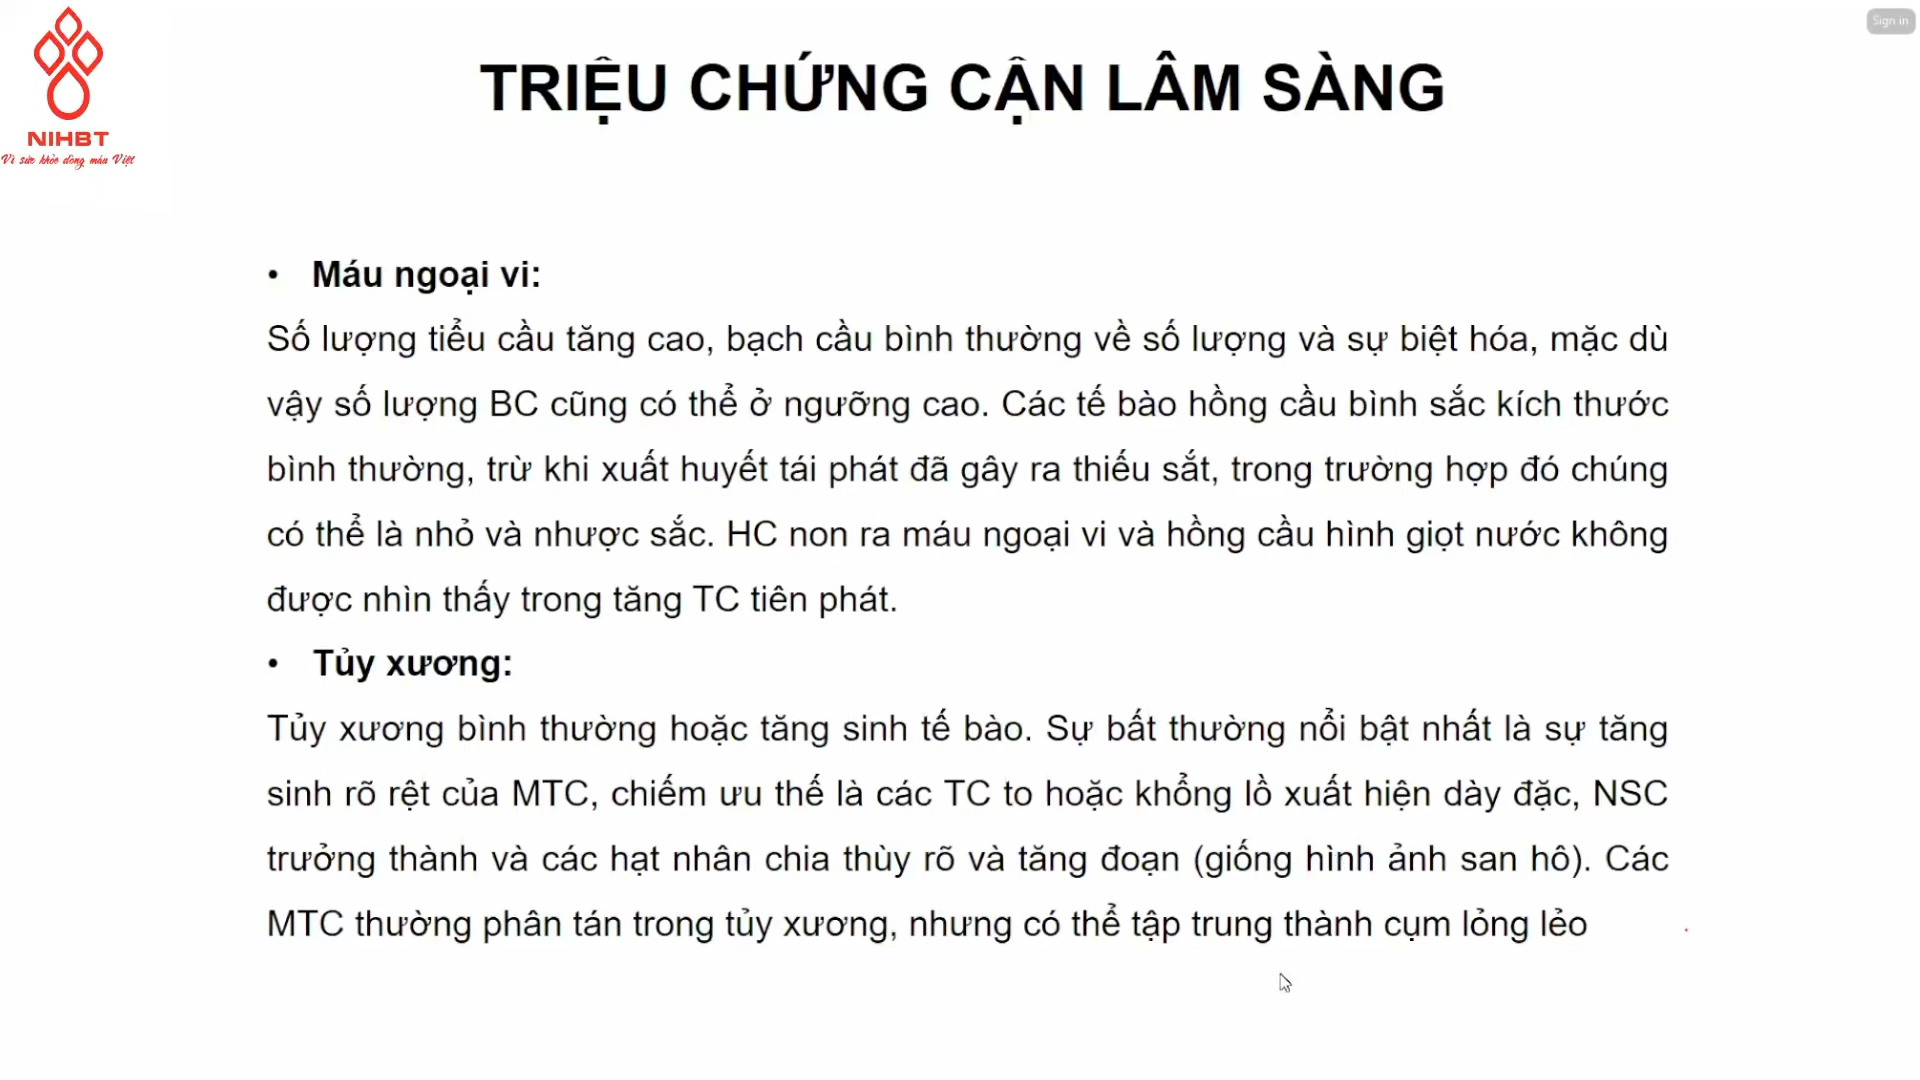 Sign in
TRIỆU CHỨNG CẬN LÂM SÀNG
NIHBT
Vì sức khỏe dòng máu Việt
• Máu ngoại vi:
Số lượng tiểu cầu tăng cao, bạch cầu bình thường về số lượng và sự biệt hóa, mặc dù
vậy số lượng BC cũng có thể ở ngưỡng cao. Các tế bào hồng cầu bình sắc kích thước
bình thường, trừ khi xuất huyết tái phát đã gây ra thiếu sắt, trong trường hợp đó chúng
có thể là nhỏ và nhược sắc. HC non ra máu ngoại vi và hồng cầu hình giọt nước không
được nhìn thấy trong tăng TC tiên phát.
• Tủy xương:
Tủy xương bình thường hoặc tăng sinh tế bào. Sự bất thường nổi bật nhất là sự tăng
sinh rõ rệt của MTC, chiếm ưu thế là các TC to hoặc khổng lồ xuất hiện dày đặc, NSC
trưởng thành và các hạt nhân chia thùy rõ và tăng đoạn (giống hình ảnh san hô). Các
MTC thường phân tán trong tủy xương, nhưng có thể tập trung thành cụm lỏng lẻo